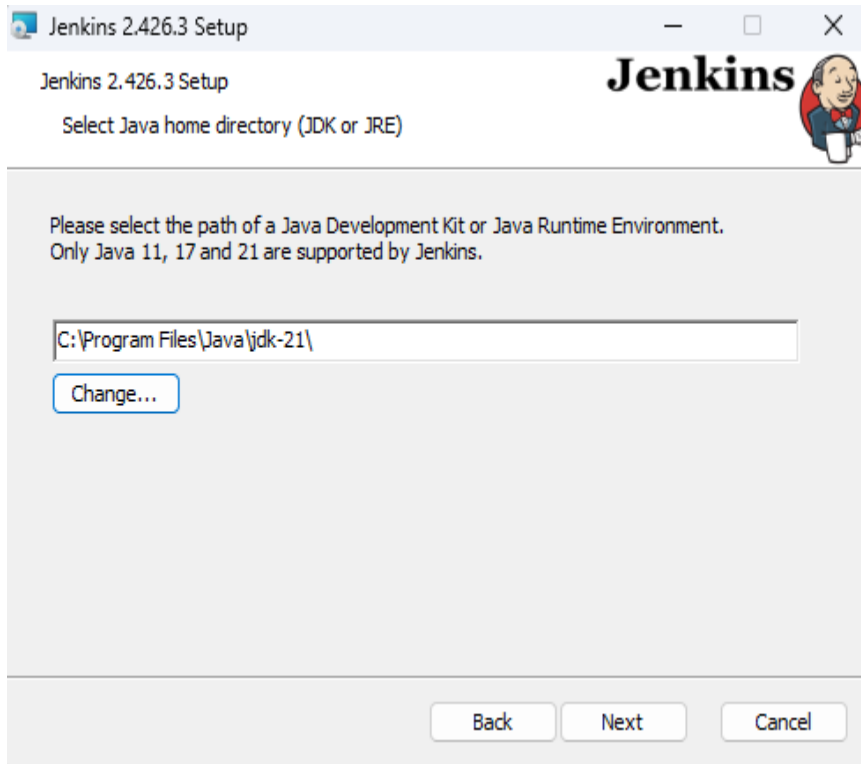 Jenkins 2.426.3 Setup
Jenkins 2.426.3 Setup
Jenkins
Select Java home directory (JDK or JRE)
Please select the path of a Java Development Kit or Java Runtime Environment.
Only Java 11, 17 and 21 are supported by Jenkins.
C:\Program Files\Java\jdk-21\
Change...
Back
Next
Cancel